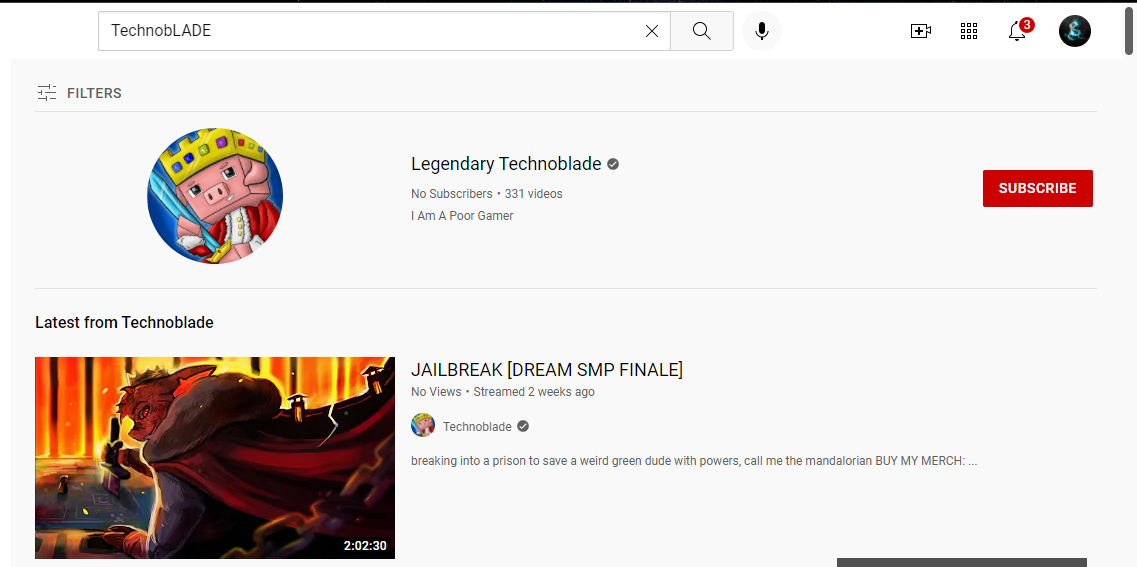 TechnobLADE
3
FILTERS
Legendary Technoblade
No Subscribers • 331 videos
I Am A Poor Gamer
SUBSCRIBE
Latest from Technoblade
JAILBREAK [DREAM SMP FINALE]
No Views • Streamed 2 weeks ago
Technoblade
breaking into a prison to save a weird green dude with powers, call me the mandalorian BUY MY MERCH: ...
2:02:30